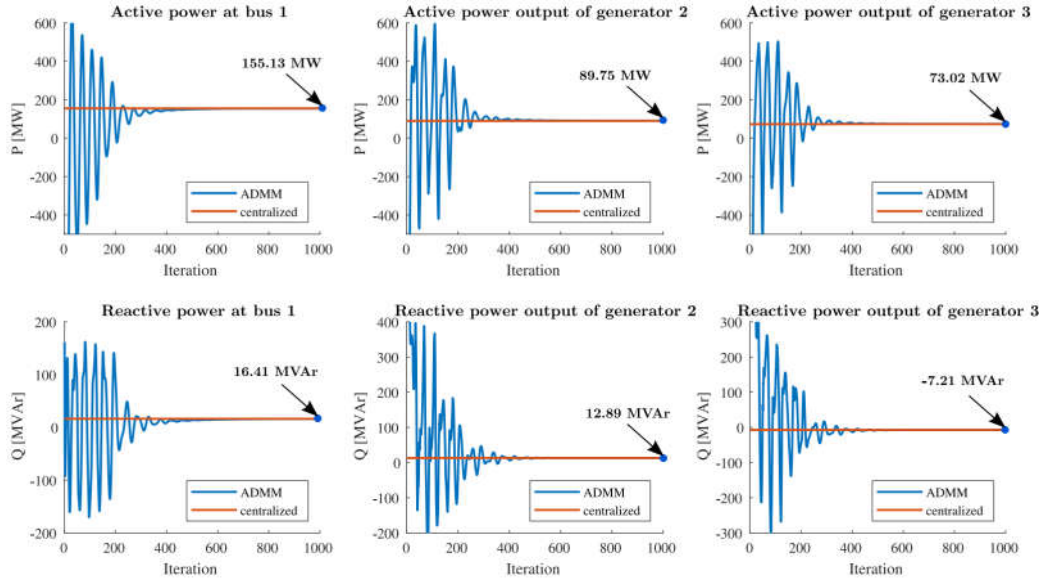 Active power at bus 1
600
400
200
0
-200
-400
P [MW]
155.13 MW
ADMM
centralized
0 200 400 600 800 1000
Iteration
Active power output of generator 2
600
400
200
0
-200
-400
P [MW]
89.75 MW
ADMM
centralized
0 200 400 600 800 1000
Iteration
Active power output of generator 3
600
400
200
0
-200
-400
P [MW]
73.02 MW
ADMM
centralized
0 200 400 600 800 1000
Iteration
Reactive power at bus 1
200
100
0
-100
-200
Q [MVAr]
16.41 MVAr
ADMM
centralized
0 200 400 600 800 1000
Iteration
Reactive power output of generator 2
400
300
200
100
0
-100
-200
Q [MVAr]
12.89 MVAr
ADMM
centralized
0 200 400 600 800 1000
Iteration
Reactive power output of generator 3
300
200
100
0
-100
-200
-300
Q [MVAr]
-7.21 MVAr
ADMM
centralized
0 200 400 600 800 1000
Iteration